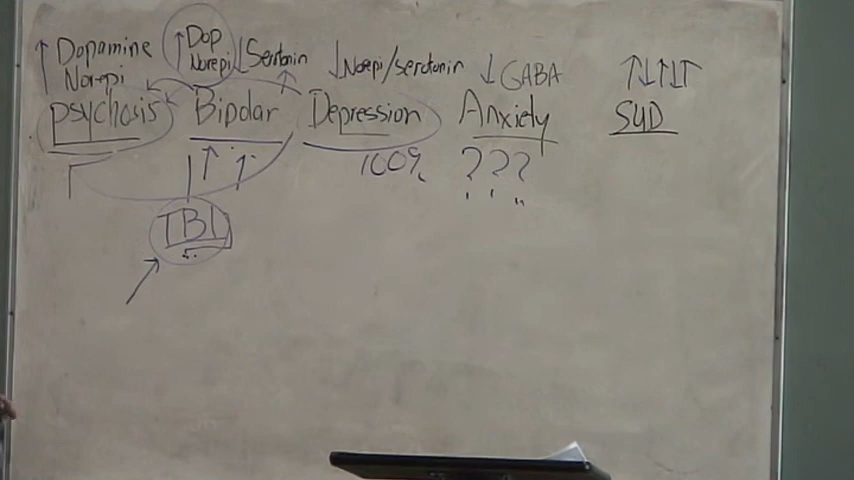 ↑ Dopamine
Norepi
↑ Dop
Norepi
↓ Serotonin
↓ Norepi/serotonin
↓ GABA
↑↓↑↓↑
psychosis
Bipolar
Depression
Anxiety
SUD
↑ ↑
100%
???
TBI